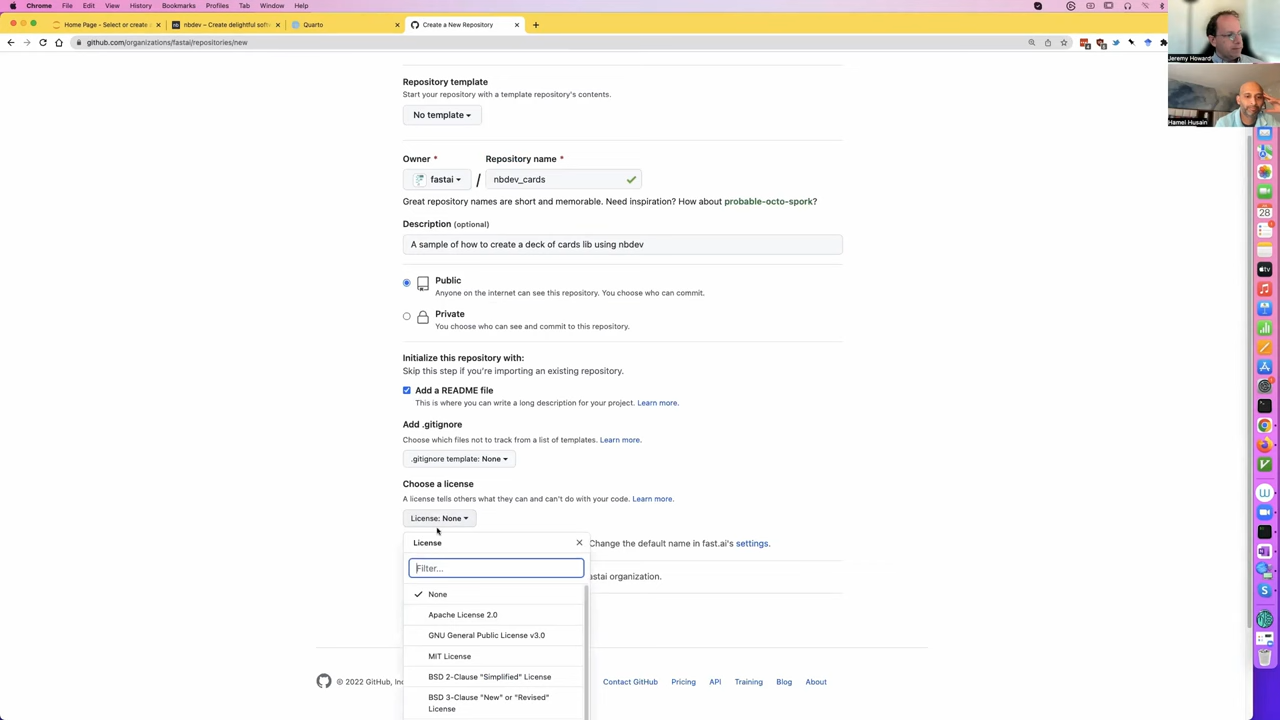 Chrome File Edit View History Bookmarks Profiles Tab Window Help
Home Page - Select or create
nbdev – Create delightful soft
Quarto
Create a New Repository
github.com/organizations/fastai/repositories/new
Jeremy Howard
Hamel Husain
Repository template
Start your repository with a template repository's contents.
No template
Owner * Repository name *
fastai / nbdev_cards
Great repository names are short and memorable. Need inspiration? How about probable-octo-spork?
Description (optional)
A sample of how to create a deck of cards lib using nbdev
Public
Anyone on the internet can see this repository. You choose who can commit.
Private
You choose who can see and commit to this repository.
Initialize this repository with:
Skip this step if you're importing an existing repository.
Add a README file
This is where you can write a long description for your project. Learn more.
Add .gitignore
Choose which files not to track from a list of templates. Learn more.
.gitignore template: None
Choose a license
A license tells others what they can and can't do with your code. Learn more.
License: None
License
Change the default name in fast.ai's settings.
Filter...
astai organization.
None
Apache License 2.0
GNU General Public License v3.0
MIT License
BSD 2-Clause "Simplified" License
BSD 3-Clause "New" or "Revised"
License
© 2022 GitHub, Inc
Contact GitHub Pricing API Training Blog About
28